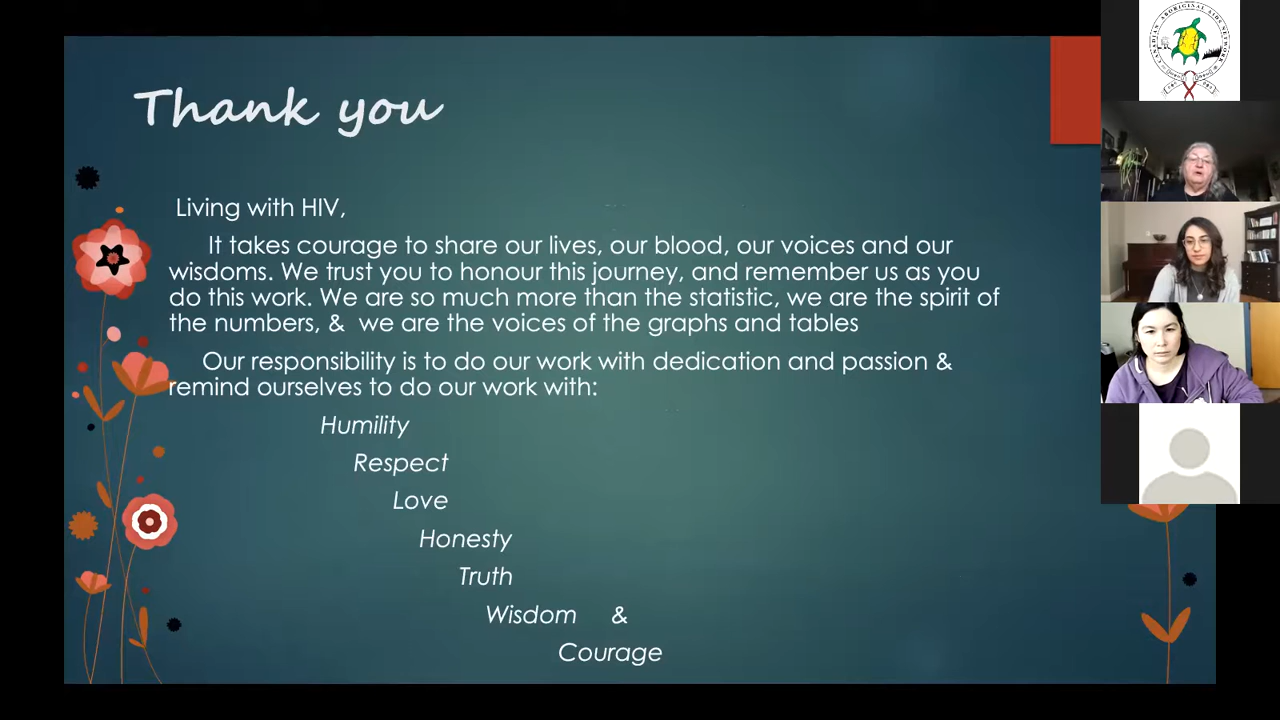 Thank you
Living with HIV,
It takes courage to share our lives, our blood, our voices and our
wisdoms. We trust you to honour this journey, and remember us as you
do this work. We are so much more than the statistic, we are the spirit of
the numbers, & we are the voices of the graphs and tables
Our responsibility is to do our work with dedication and passion &
remind ourselves to do our work with:
Humility
Respect
Love
Honesty
Truth
Wisdom &
Courage
CANADIAN ABORIGINAL AIDS NETWORK